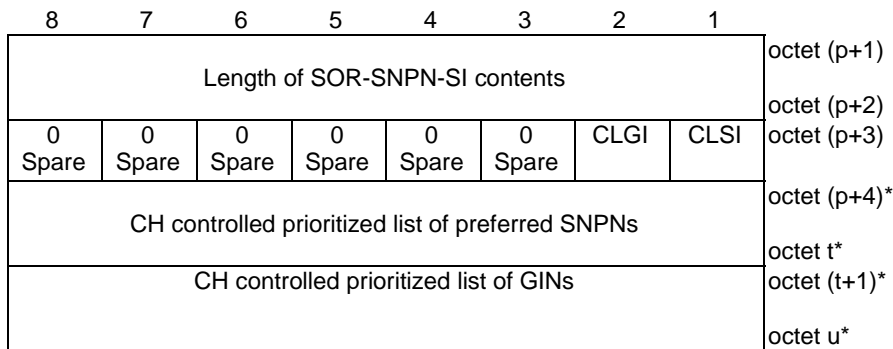 8 7 6 5 4 3 2 1
octet (p+1)
Length of SOR-SNPN-SI contents
octet (p+2)
0 0 0 0 0 0 CLGI CLSI octet (p+3)
Spare Spare Spare Spare Spare Spare
octet (p+4)*
CH controlled prioritized list of preferred SNPNs
octet t*
CH controlled prioritized list of GINs octet (t+1)*
octet u*